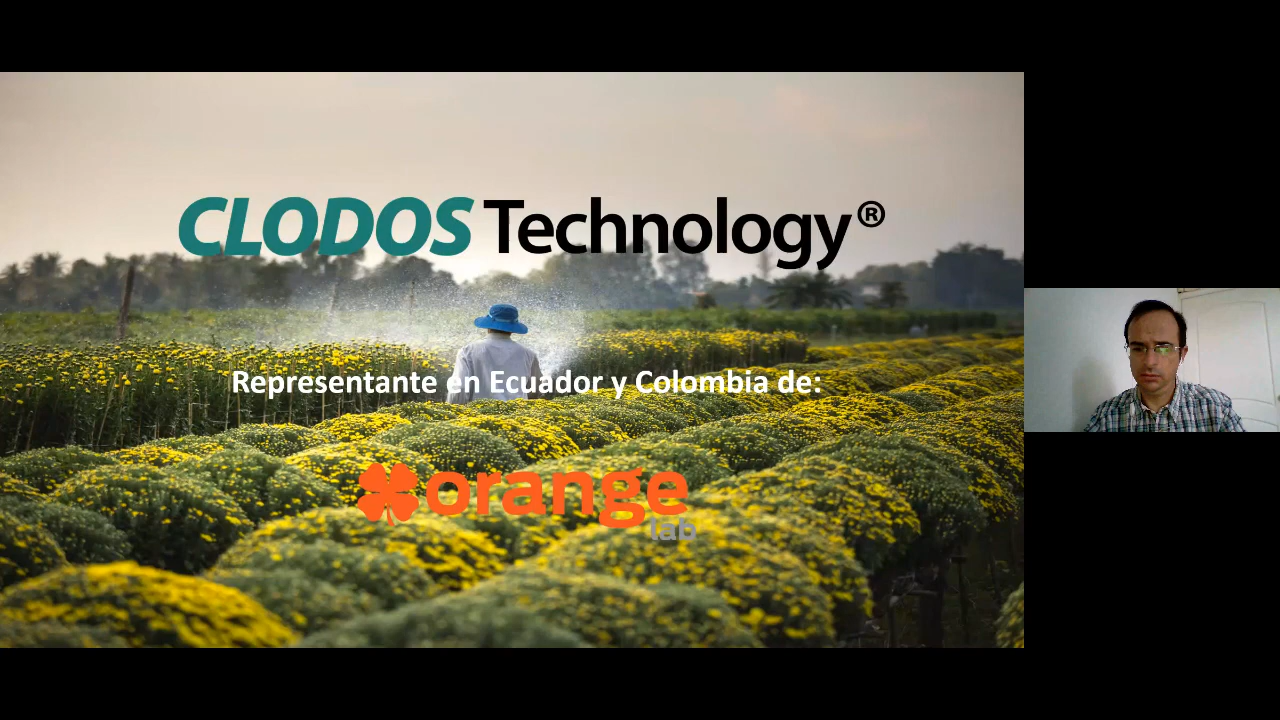 CLODOS Technology®
Representante en Ecuador y Colombia de:
orange
lab